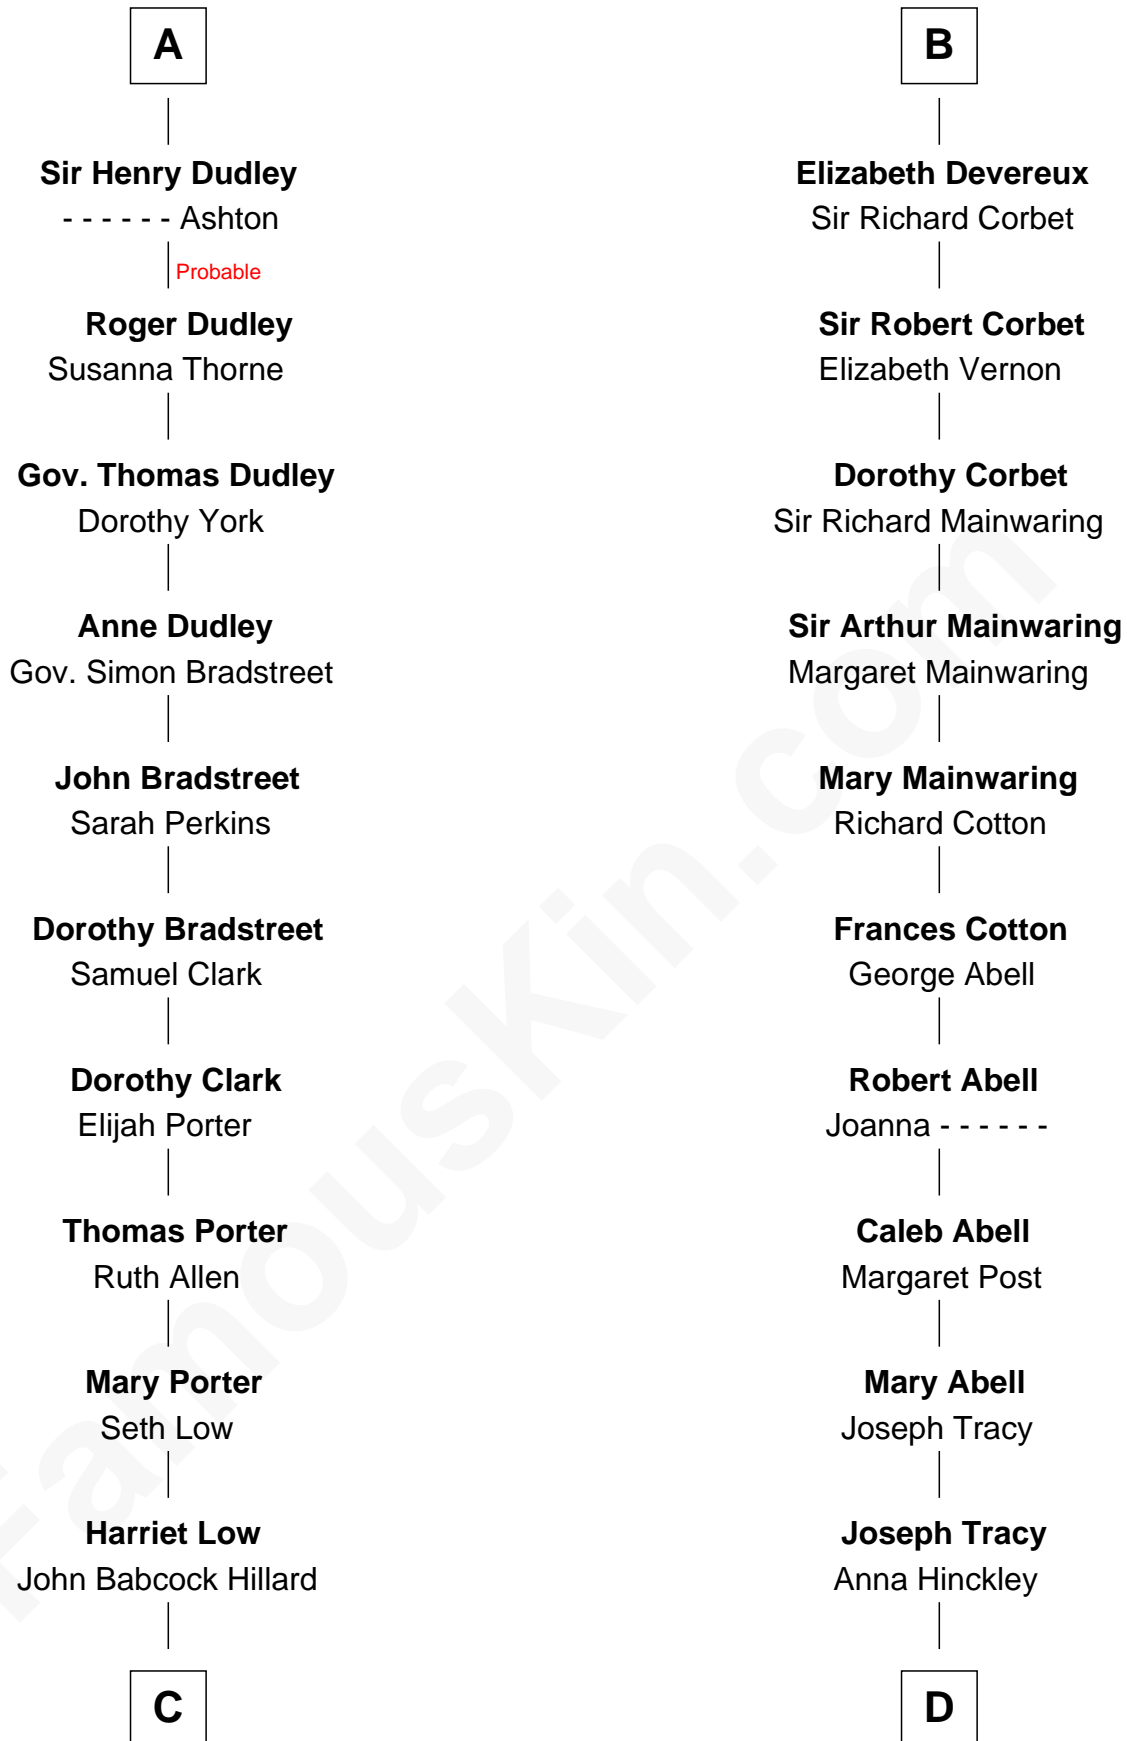 A
Sir Henry Dudley
- - - - - - Ashton
Probable
Roger Dudley
Susanna Thorne
Gov. Thomas Dudley
Dorothy York
Anne Dudley
Gov. Simon Bradstreet
John Bradstreet
Sarah Perkins
Dorothy Bradstreet
Samuel Clark
Dorothy Clark
Elijah Porter
Thomas Porter
Ruth Allen
Mary Porter
Seth Low
Harriet Low
John Babcock Hillard
C
B
Elizabeth Devereux
Sir Richard Corbet
Sir Robert Corbet
Elizabeth Vernon
Dorothy Corbet
Sir Richard Mainwaring
Sir Arthur Mainwaring
Margaret Mainwaring
Mary Mainwaring
Richard Cotton
Frances Cotton
George Abell
Robert Abell
Joanna - - - - - -
Caleb Abell
Margaret Post
Mary Abell
Joseph Tracy
Joseph Tracy
Anna Hinckley
D
FamousKin.com